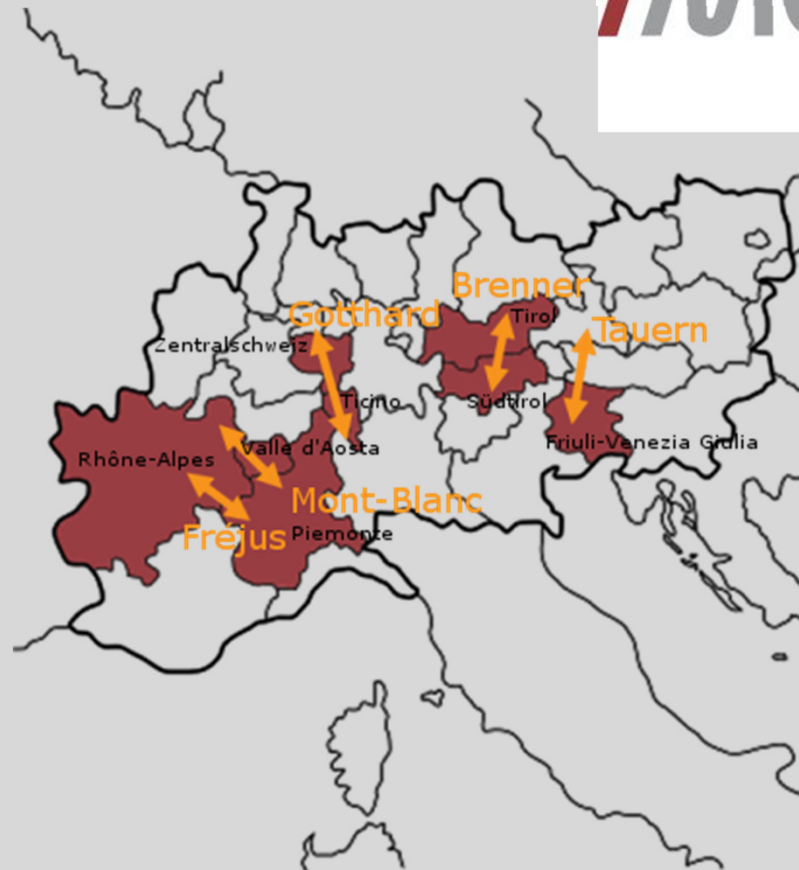 Brenner
Gotthard
Tirol
Tauern
Zentralschweiz
Ticino
Südtirol
Friuli-Venezia Giulia
Valle d'Aosta
Rhône-Alpes
Mont-Blanc
Fréjus
Piemonte